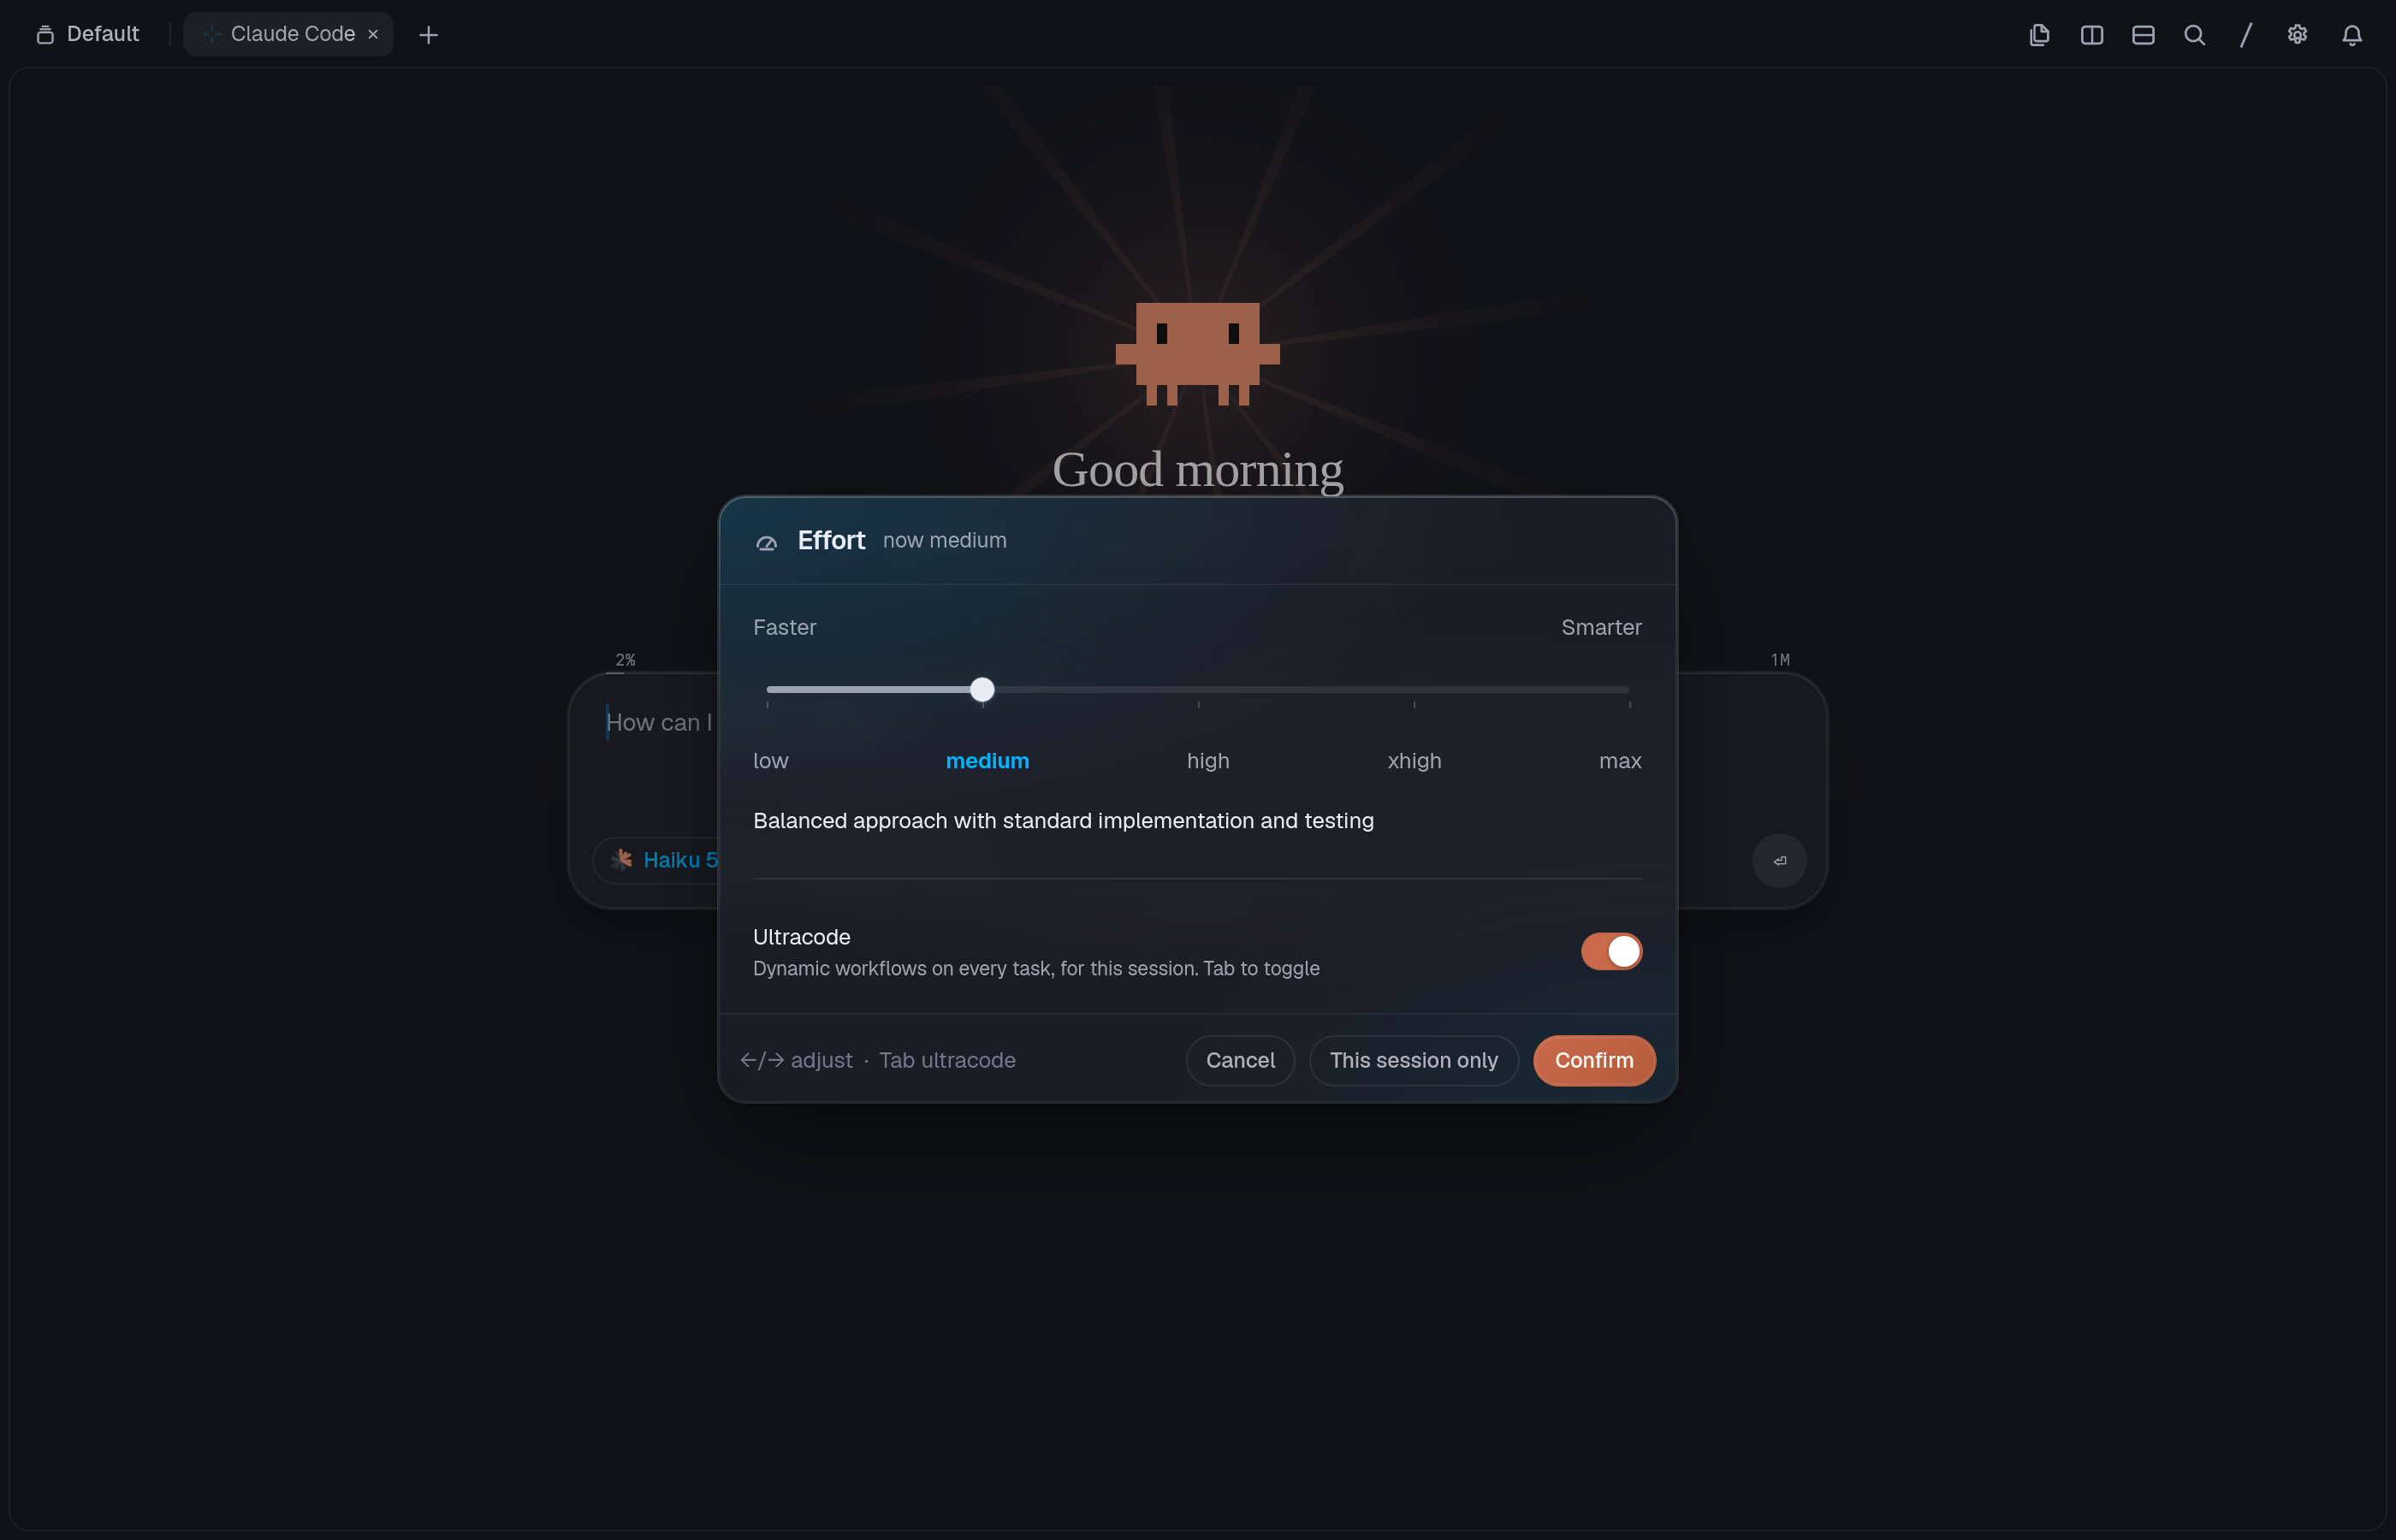 Default
Claude Code ×
Good morning
Effort now medium
Faster Smarter
2% 1M
How can I
low medium high xhigh max
Balanced approach with standard implementation and testing
Haiku 5
Ultracode
Dynamic workflows on every task, for this session. Tab to toggle
←/→ adjust · Tab ultracode Cancel This session only Confirm